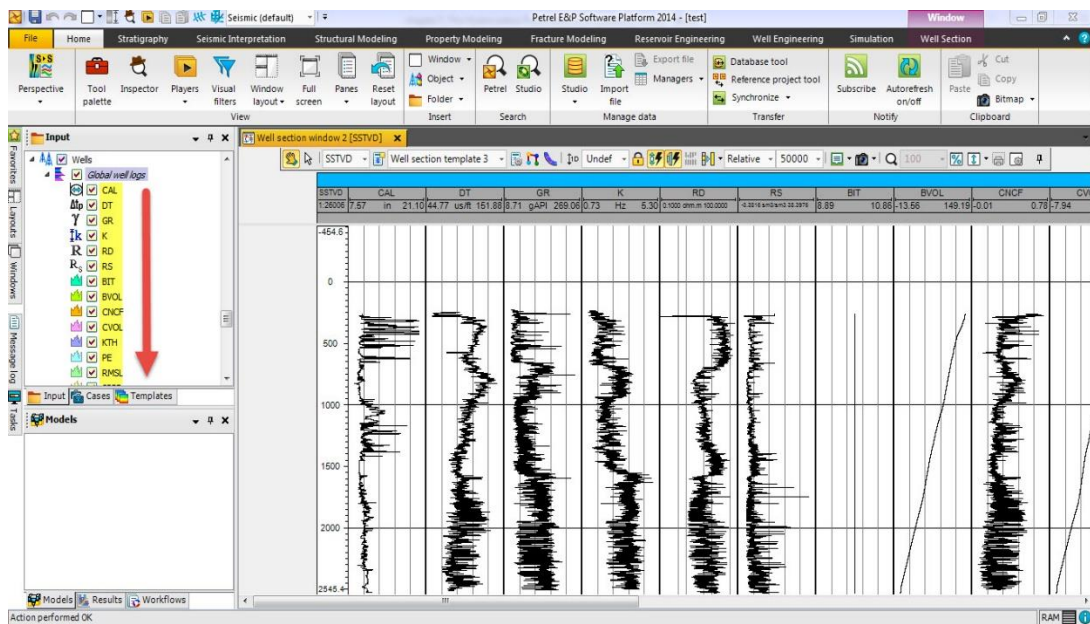 Seismic (default)
Petrel E&P Software Platform 2014 - [test]
Window
File Home Stratigraphy Seismic Interpretation Structural Modeling Property Modeling Fracture Modeling Reservoir Engineering Well Engineering Simulation Well Section
Perspective
Tool palette
Inspector
Players
Visual filters
Window layout
Full screen
Panes
Reset layout
View
Window
Object
Folder
Insert
Petrel
Studio
Search
Studio
Import file
Export file
Managers
Manage data
Database tool
Reference project tool
Synchronize
Transfer
Subscribe
Autorefresh on/off
Notify
Paste
Cut
Copy
Bitmap
Clipboard
Favorites
Layouts
Windows
Message log
Tasks
Input
Wells
Global well logs
CAL
Δtp DT
γ GR
Ik K
R RD
Rs RS
BIT
BVOL
CNCF
CVOL
KTH
PE
RMSL
Input Cases Templates
Models
Models Results Workflows
Well section window 2 [SSTVD]
SSTVD Well section template 3 Undef Relative 50000 100
SSTVD CAL DT GR K RD RS BIT BVOL CNCF
1:26006 7.57 in 21.10 44.77 us/ft 151.88 8.71 gAPI 269.06 0.73 Hz 5.30 0.1000 ohm.m 100.0000 8.89 10.86 -13.56 149.19 -0.01 0.78 -7.94
-454.6
0
500
1000
1500
2000
2545.4
Action performed OK
RAM